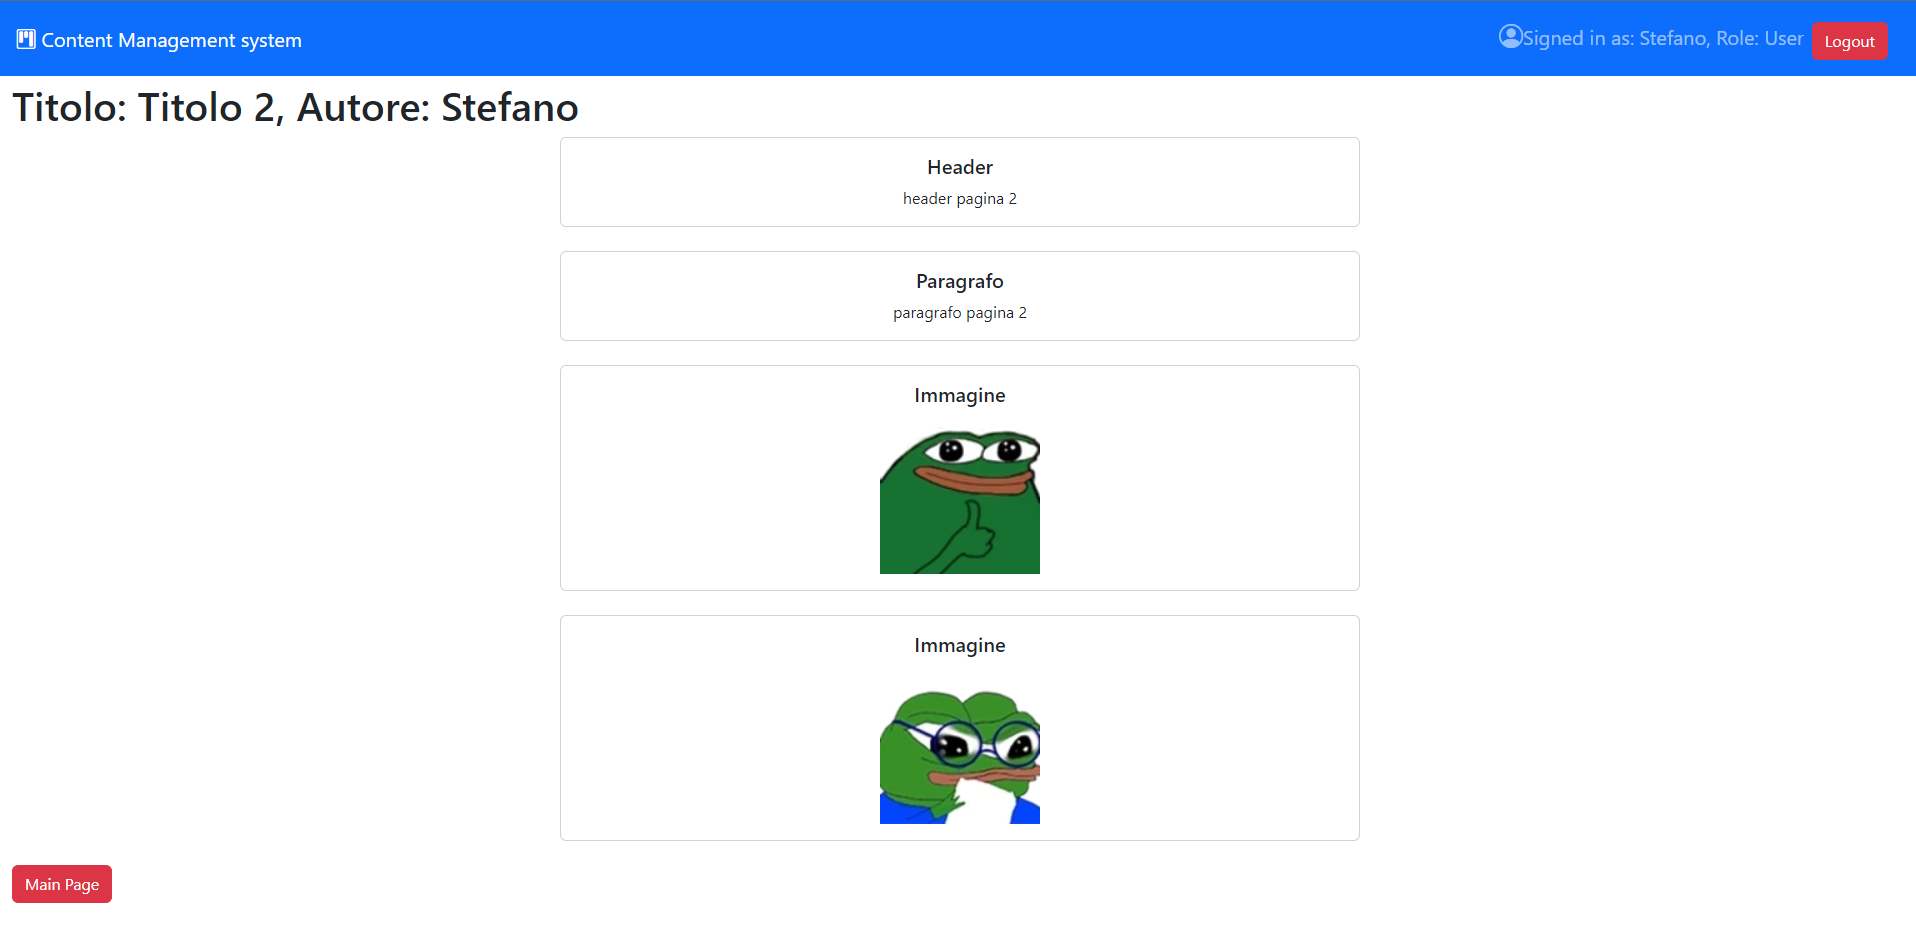 Content Management system
Signed in as: Stefano, Role: User
Logout
Titolo: Titolo 2, Autore: Stefano
Header
header pagina 2
Paragrafo
paragrafo pagina 2
Immagine
Immagine
Main Page